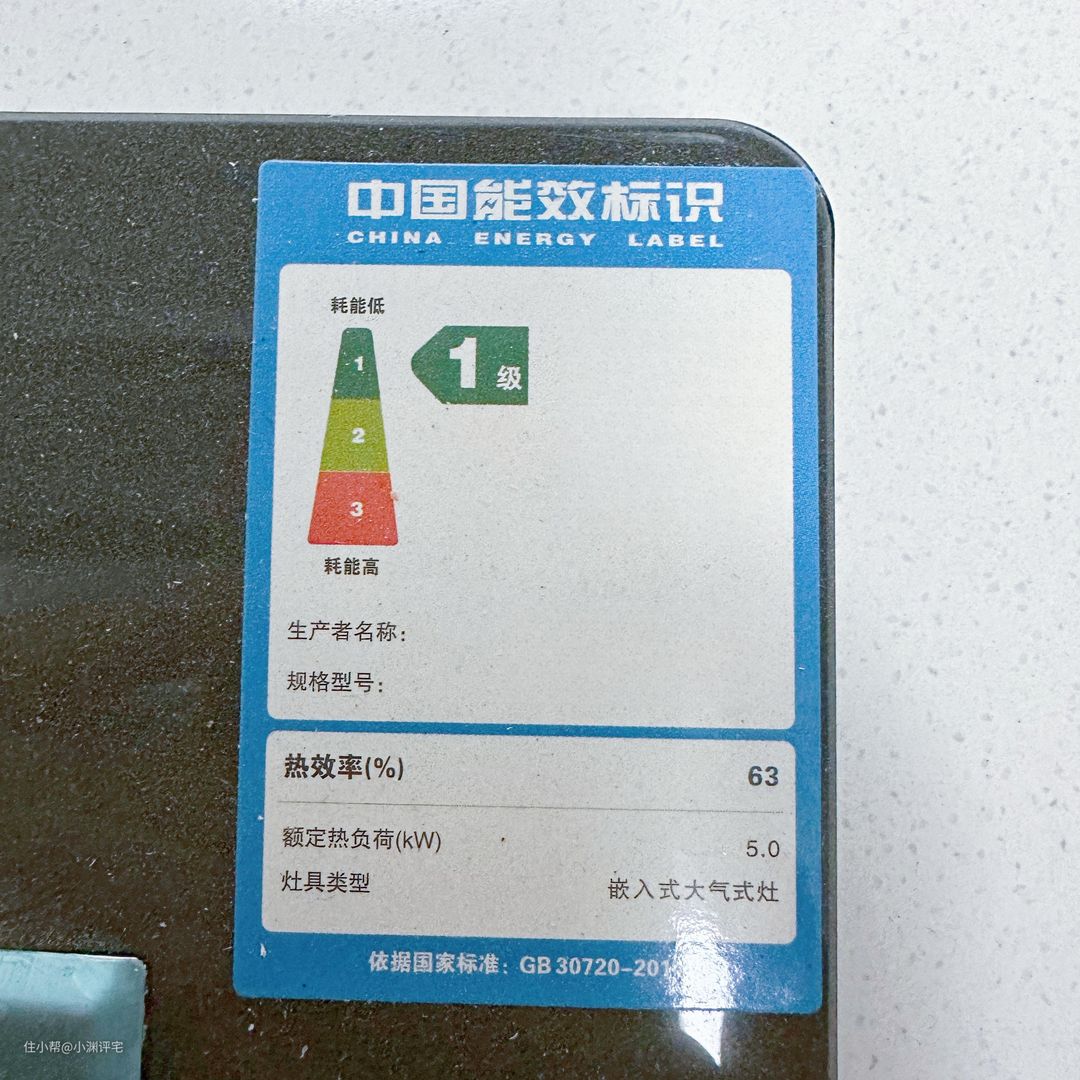 中国能效标识
CHINA ENERGY LABEL
耗能低
1
1级
2
3
耗能高
生产者名称：
规格型号：
热效率(%) 63
额定热负荷(kW) 5.0
灶具类型 嵌入式大气式灶
依据国家标准：GB 30720-201
住小帮@小渊评宅